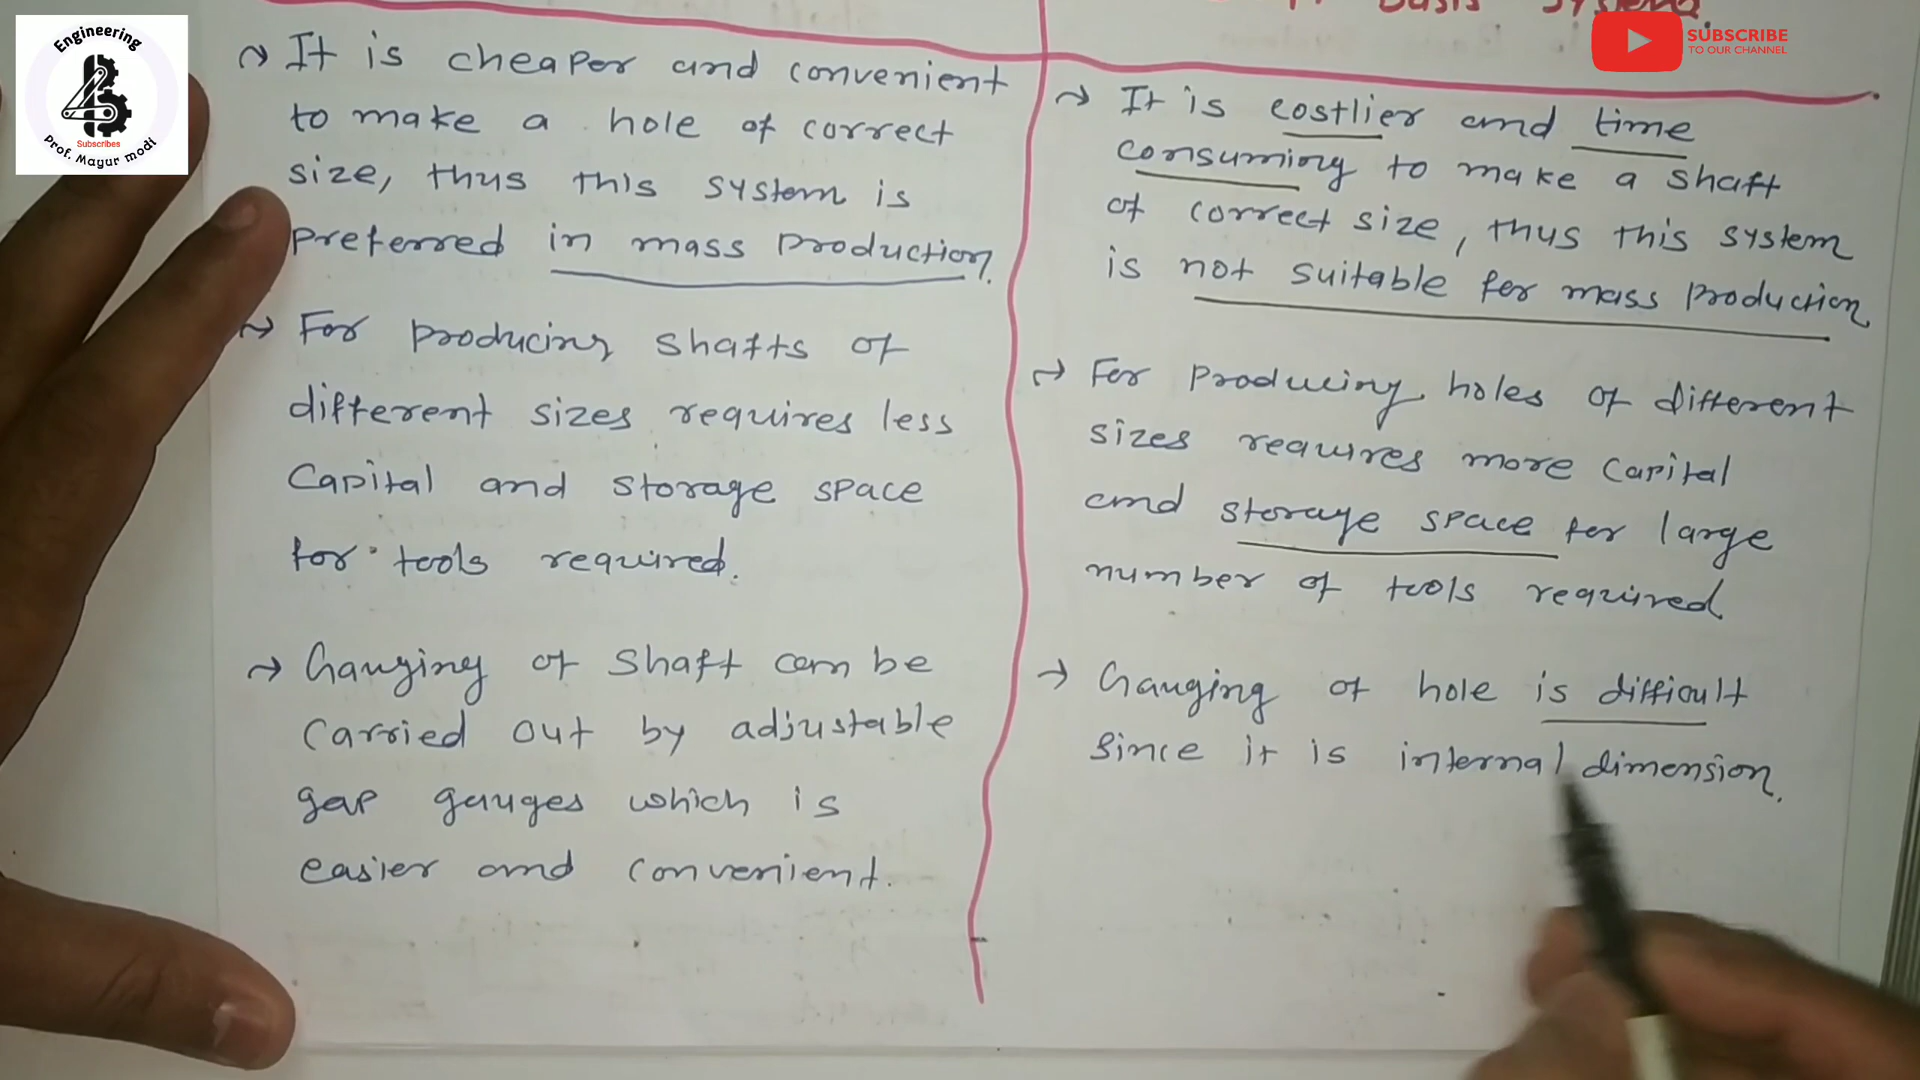 Engineering
Subscribes
Prof. Mayur modi
SUBSCRIBE
TO OUR CHANNEL
Basis System
~> It is cheaper and convenient
to make a hole of correct
size, thus this system is
preferred in mass production.
~> For producing shafts of
different sizes requires less
Capital and storage space
for tools required.
~> Gauging of shaft can be
carried out by adjustable
gap gauges which is
easier and convenient.
~> It is costlier and time
consuming to make a shaft
of correct size, thus this system
is not suitable for mass production
~> For producing holes of different
sizes requires more capital
and storage space for large
number of tools required
~> Gauging of hole is difficult
Since it is internal dimension.